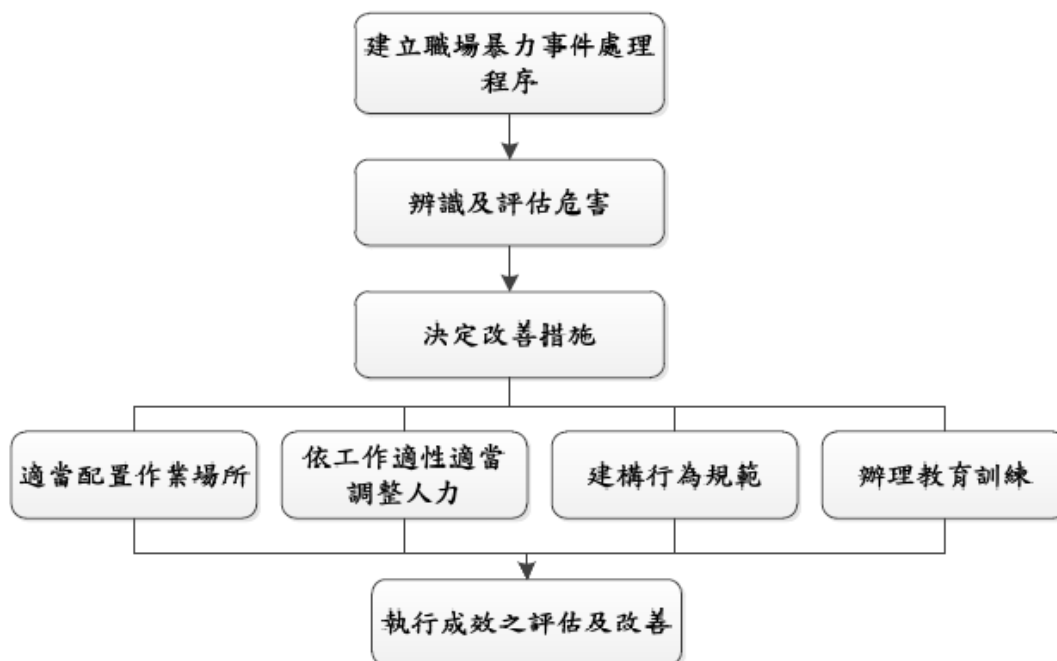 建立職場暴力事件處理
程序
辨識及評估危害
決定改善措施
適當配置作業場所
依工作適性適當
調整人力
建構行為規範
辦理教育訓練
執行成效之評估及改善